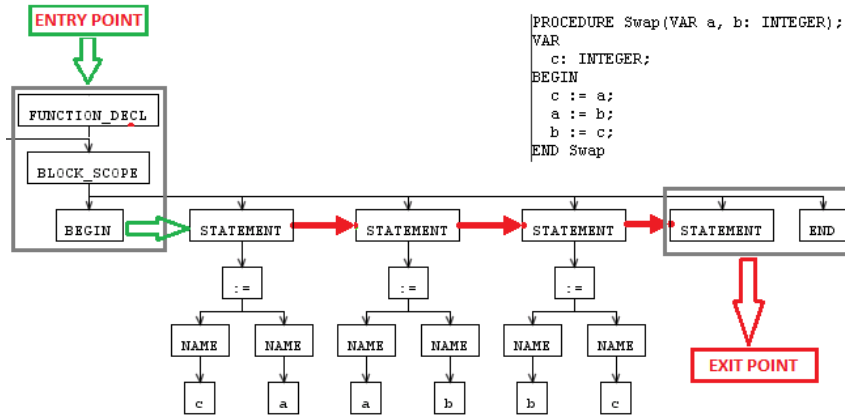 ENTRY POINT
PROCEDURE Swap(VAR a, b: INTEGER);
VAR
c: INTEGER;
BEGIN
c := a;
a := b;
b := c;
END Swap
FUNCTION_DECL
BLOCK_SCOPE
BEGIN STATEMENT STATEMENT STATEMENT STATEMENT END
:= := :=
NAME NAME NAME NAME NAME NAME
c a a b b c
EXIT POINT